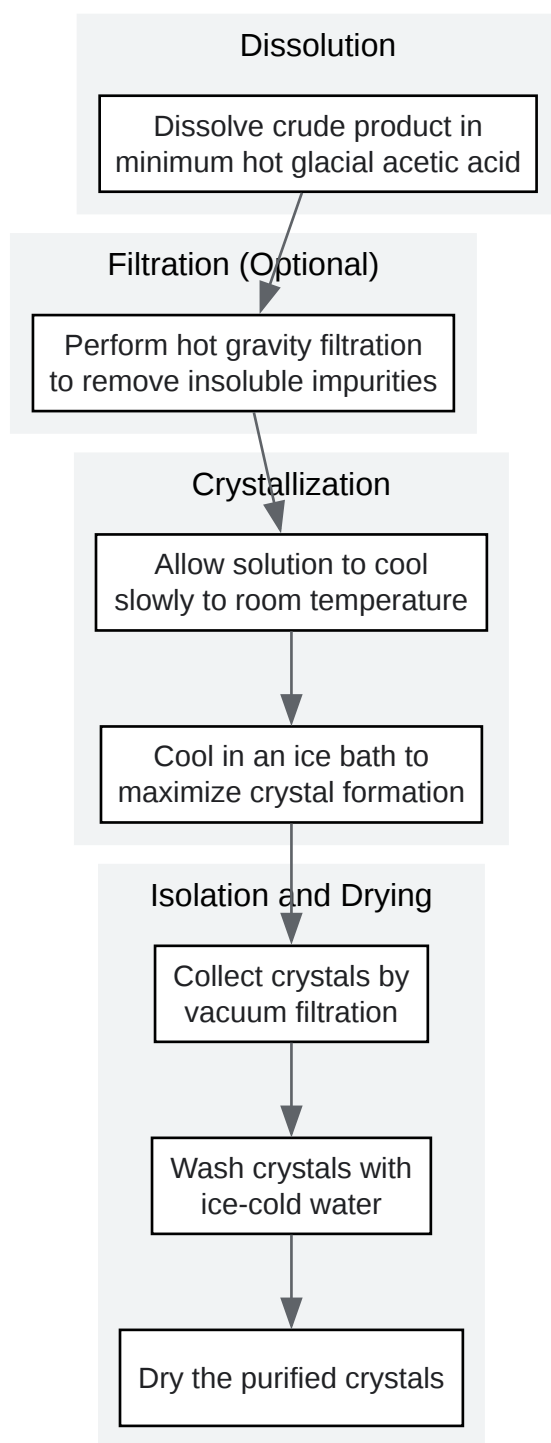 Dissolution
Dissolve crude product in
minimum hot glacial acetic acid
Filtration (Optional)
Perform hot gravity filtration
to remove insoluble impurities
Crystallization
Allow solution to cool
slowly to room temperature
Cool in an ice bath to
maximize crystal formation
Isolation and Drying
Collect crystals by
vacuum filtration
Wash crystals with
ice-cold water
Dry the purified crystals